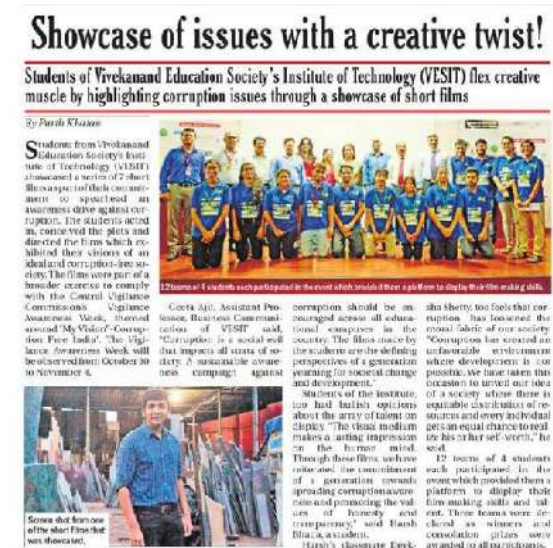 Showcase of issues with a creative twist!
Students of Vivekanand Education Society's Institute of Technology (VESIT) flex creative
muscle by highlighting corruption issues through a showcase of short films
By Parth Khatau
Students from Vivekanand
Education Society's Insti-
tute of Technology (VESIT)
showcased a series of 7 short
films as part of their commit-
ment to spearhead an
awareness drive against cor-
ruption. The students acted
in, conceived the plots and
directed the films which ex-
hibited their visions of an
ideal and corruption-free so-
ciety. The films were part of a
broader exercise to comply
with the Central Vigilance
Commission's Vigilance
Awareness Week, themed
around 'My Vision'-Corrup-
tion Free India'. The Vigi-
lance Awareness Week will
be observed from October 30
to November 4.
12 teams of 4 students each participated in the event which provided them a platform to display their film-making skills.
Geeta Ajit, Assistant Pro-
fessor, Business Communi-
cation of VESIT said,
"Corruption is a social evil
that impacts all strata of so-
ciety. A sustainable aware-
ness campaign against
Screen shot from one
of the short films that
was showcased.
corruption should be en-
couraged across all educa-
tional campuses in the
country. The films made by
the students are the defining
perspectives of a generation
yearning for societal change
and development."
Students of the institute,
too had bullish opinions
about the array of talent on
display. "The visual medium
makes a lasting impression
on the human mind.
Through these films, we have
reiterated the commitment
of a generation towards
spreading corruption aware-
ness and promoting the val-
ues of honesty and
transparency," said Harsh
Bhatia, a student.
Harsh's classmate
sha Shetty, too feels that cor-
ruption has loosened the
moral fabric of our society.
"Corruption has created an
unfavorable environment
where development is not
possible. We have taken this
occasion to unveil our idea
of a society where there is
equitable distribution of re-
sources and every individual
gets an equal chance to real-
ize his or her self-worth," he
said.
12 teams of 4 students
each participated in the
event which provided them a
platform to display their
film making skills and tal-
ent. Three teams were de-
clared as winners and
consolation prizes were
awarded to all participants.